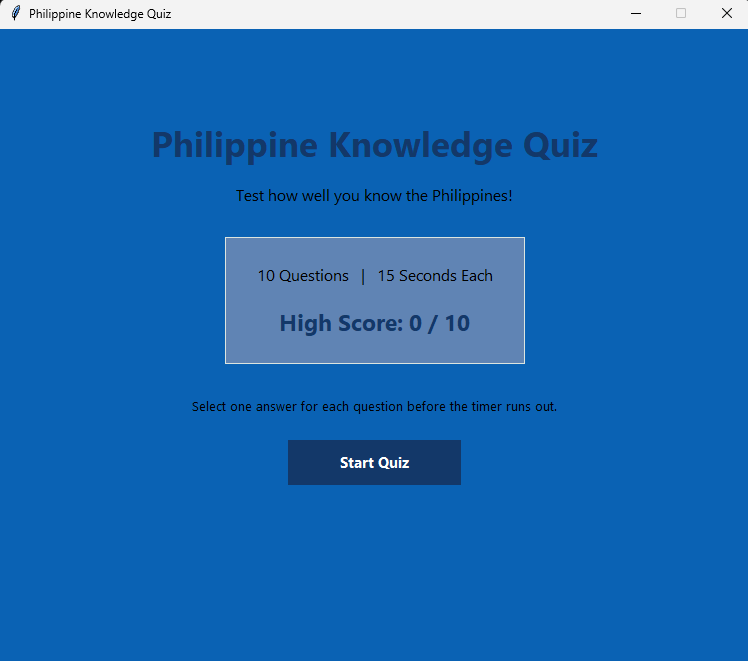 Philippine Knowledge Quiz
Philippine Knowledge Quiz
Test how well you know the Philippines!
10 Questions | 15 Seconds Each
High Score: 0 / 10
Select one answer for each question before the timer runs out.
Start Quiz